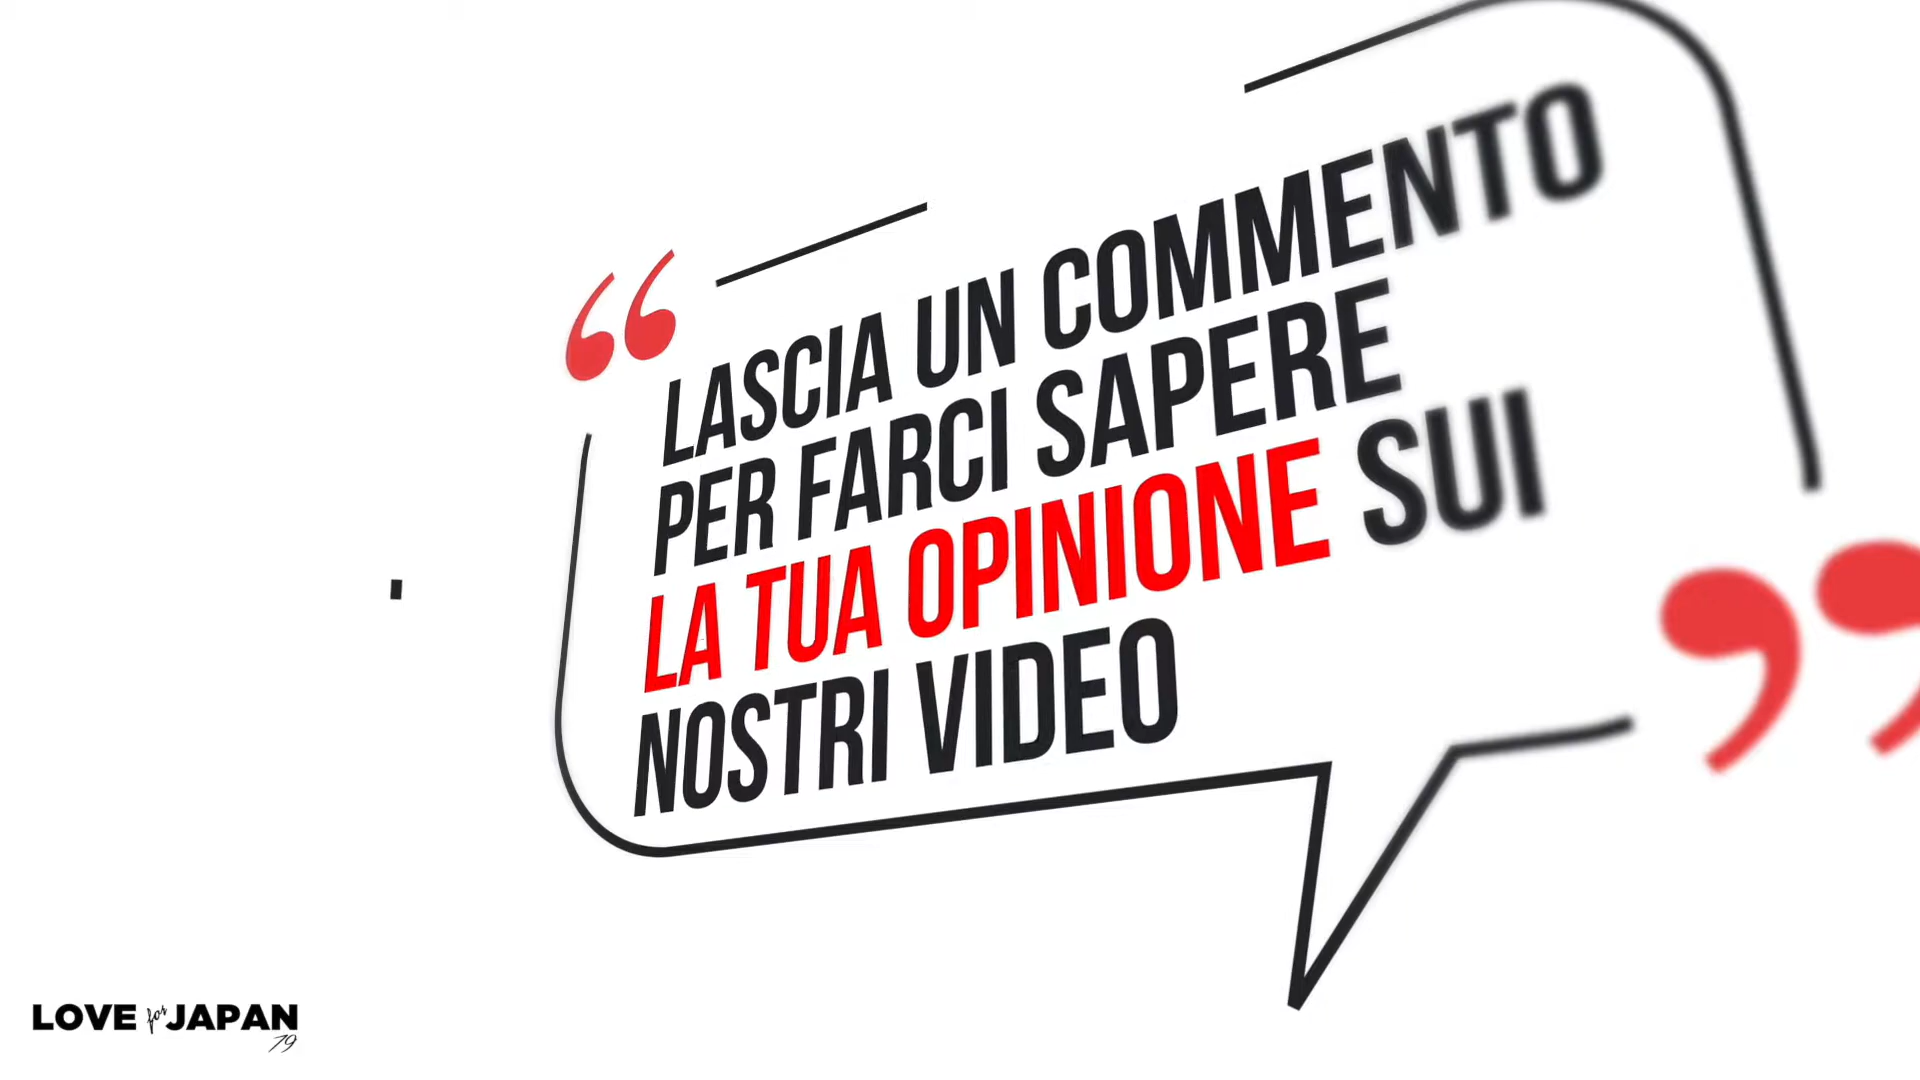 “
LASCIA UN COMMENTO
PER FARCI SAPERE
LA TUA OPINIONE SUI
NOSTRI VIDEO
”
LOVE for JAPAN
79